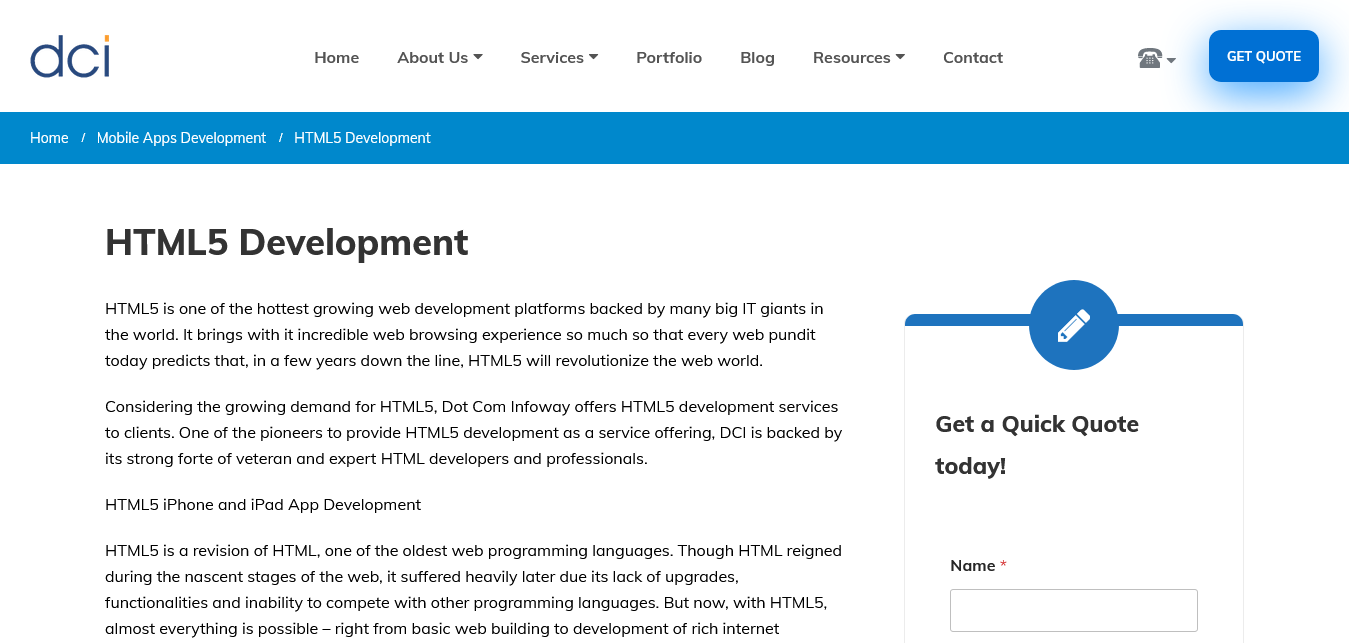 dci
Home
About Us
Services
Portfolio
Blog
Resources
Contact
GET QUOTE
Home / Mobile Apps Development / HTML5 Development
HTML5 Development
HTML5 is one of the hottest growing web development platforms backed by many big IT giants in
the world. It brings with it incredible web browsing experience so much so that every web pundit
today predicts that, in a few years down the line, HTML5 will revolutionize the web world.
Considering the growing demand for HTML5, Dot Com Infoway offers HTML5 development services
to clients. One of the pioneers to provide HTML5 development as a service offering, DCI is backed by
its strong forte of veteran and expert HTML developers and professionals.
HTML5 iPhone and iPad App Development
HTML5 is a revision of HTML, one of the oldest web programming languages. Though HTML reigned
during the nascent stages of the web, it suffered heavily later due its lack of upgrades,
functionalities and inability to compete with other programming languages. But now, with HTML5,
almost everything is possible – right from basic web building to development of rich internet
Get a Quick Quote
today!
Name *